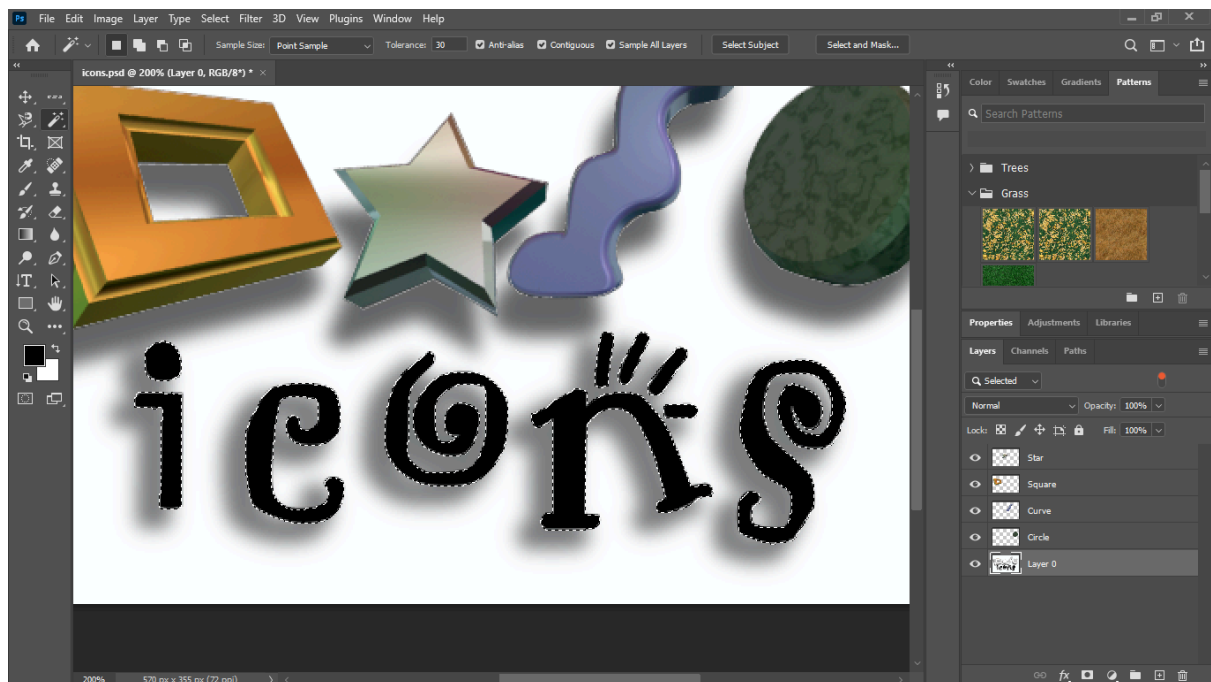 Ps File Edit Image Layer Type Select Filter 3D View Plugins Window Help
Sample Size: Point Sample Tolerance: 30 Anti-alias Contiguous Sample All Layers Select Subject Select and Mask...
icons.psd @ 200% (Layer 0, RGB/8*) * ×
Color Swatches Gradients Patterns
Search Patterns
Trees
Grass
Properties Adjustments Libraries
Layers Channels Paths
Selected
Normal Opacity: 100%
Lock: Fill: 100%
Star
Square
Curve
Circle
Layer 0
icons
200% 570 px x 355 px (72 ppi)
fx